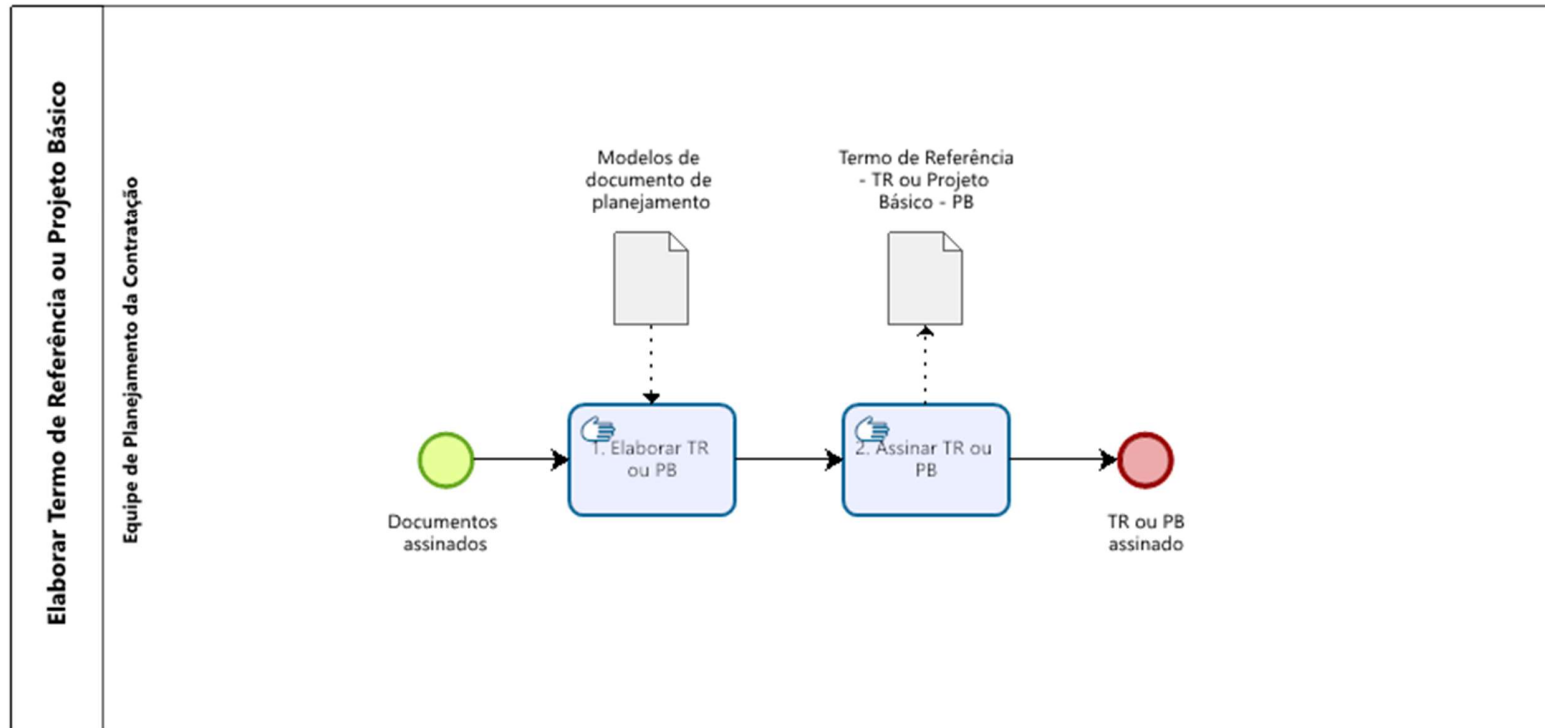 Elaborar Termo de Referência ou Projeto Básico
Equipe de Planejamento da Contratação
Modelos de
documento de
planejamento
Termo de Referência
- TR ou Projeto
Básico - PB
Documentos
assinados
1. Elaborar TR
ou PB
2. Assinar TR ou
PB
TR ou PB
assinado